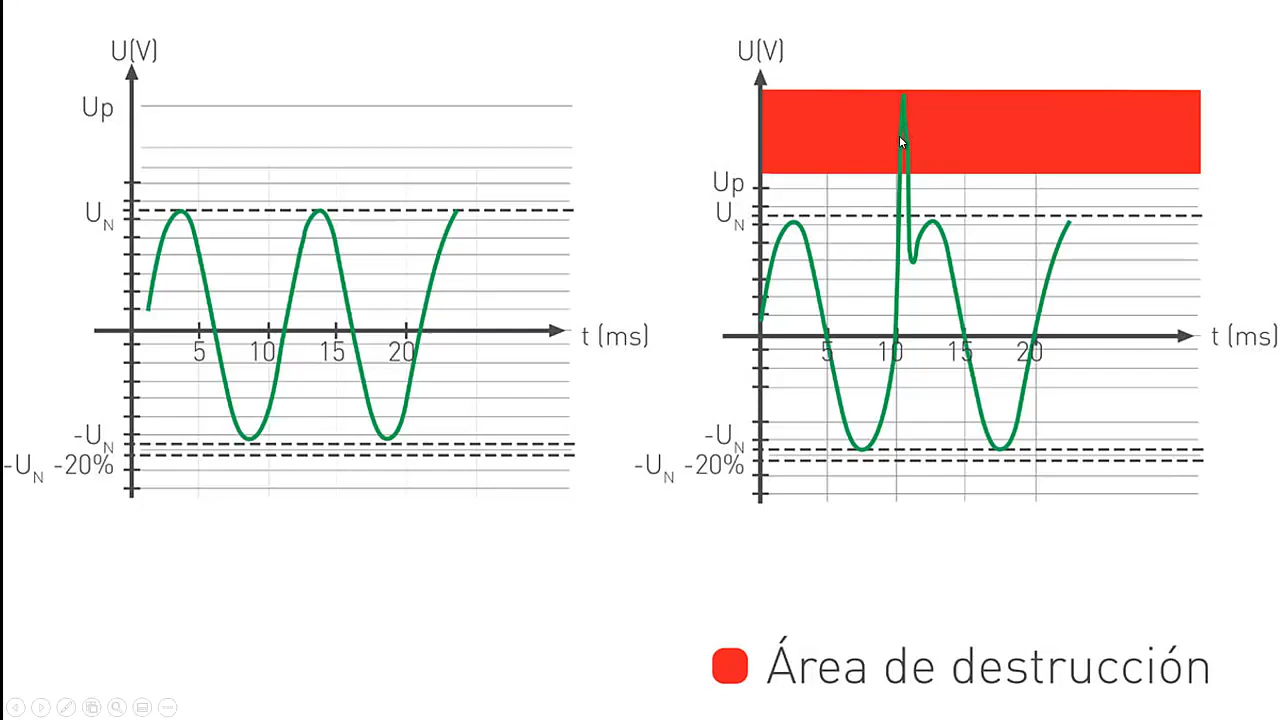 U(V)
Up
U N
5 10 15 20
t (ms)
-U N
-U N -20%
U(V)
Up
U N
5 10 15 20
t (ms)
-U N
-U N -20%
Área de destrucción